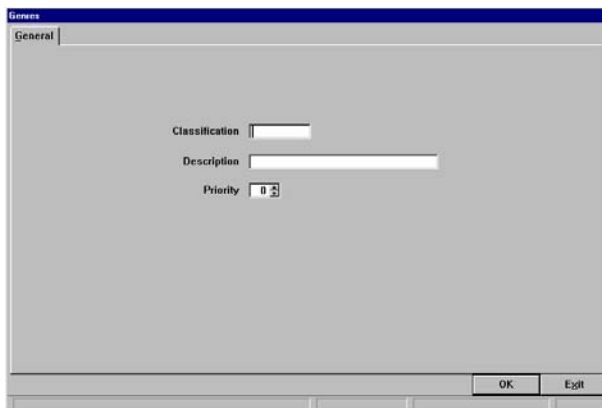 Genres
General
Classification
Description
Priority 0
OK Exit